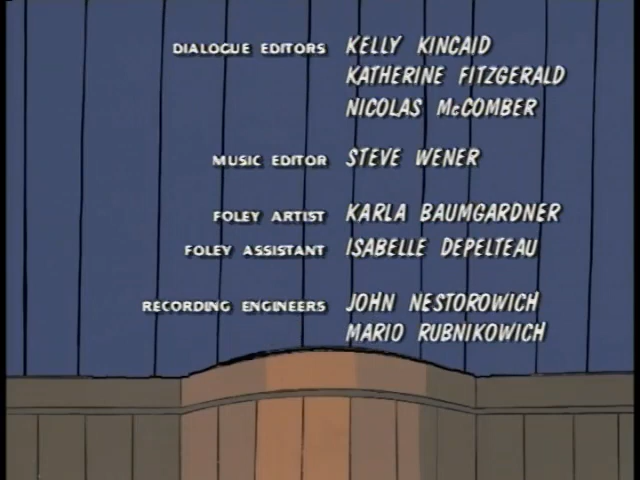 DIALOGUE EDITORS KELLY KINCAID
KATHERINE FITZGERALD
NICOLAS McCOMBER
MUSIC EDITOR STEVE WENER
FOLEY ARTIST KARLA BAUMGARDNER
FOLEY ASSISTANT ISABELLE DEPELTEAU
RECORDING ENGINEERS JOHN NESTOROWICH
MARIO RUBNIKOWICH